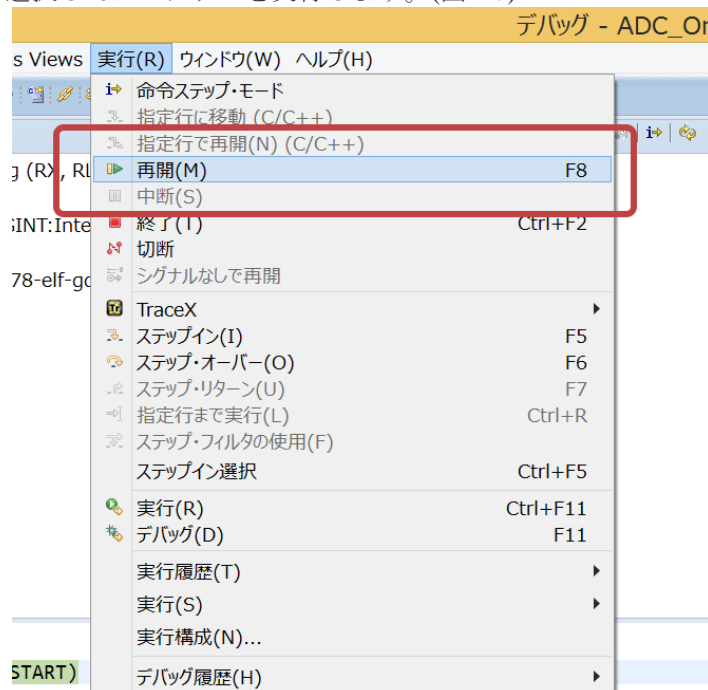 デバッグ - ADC_Or
s Views 実行(R) ウィンドウ(W) ヘルプ(H)
命令ステップ・モード
指定行に移動 (C/C++)
指定行で再開(N) (C/C++)
g (RX, RL
再開(M) F8
中断(S)
SINT:Inte
終了(T) Ctrl+F2
切断
78-elf-gd
シグナルなしで再開
TraceX
ステップイン(I) F5
ステップ・オーバー(O) F6
ステップ・リターン(U) F7
指定行まで実行(L) Ctrl+R
ステップ・フィルタの使用(F)
ステップイン選択 Ctrl+F5
実行(R) Ctrl+F11
デバッグ(D) F11
実行履歴(T)
実行(S)
実行構成(N)...
START)
デバッグ履歴(H)